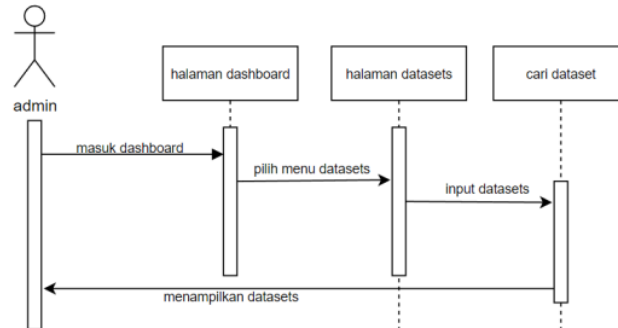 halaman dashboard
halaman datasets
cari dataset
admin
masuk dashboard
pilih menu datasets
input datasets
menampilkan datasets